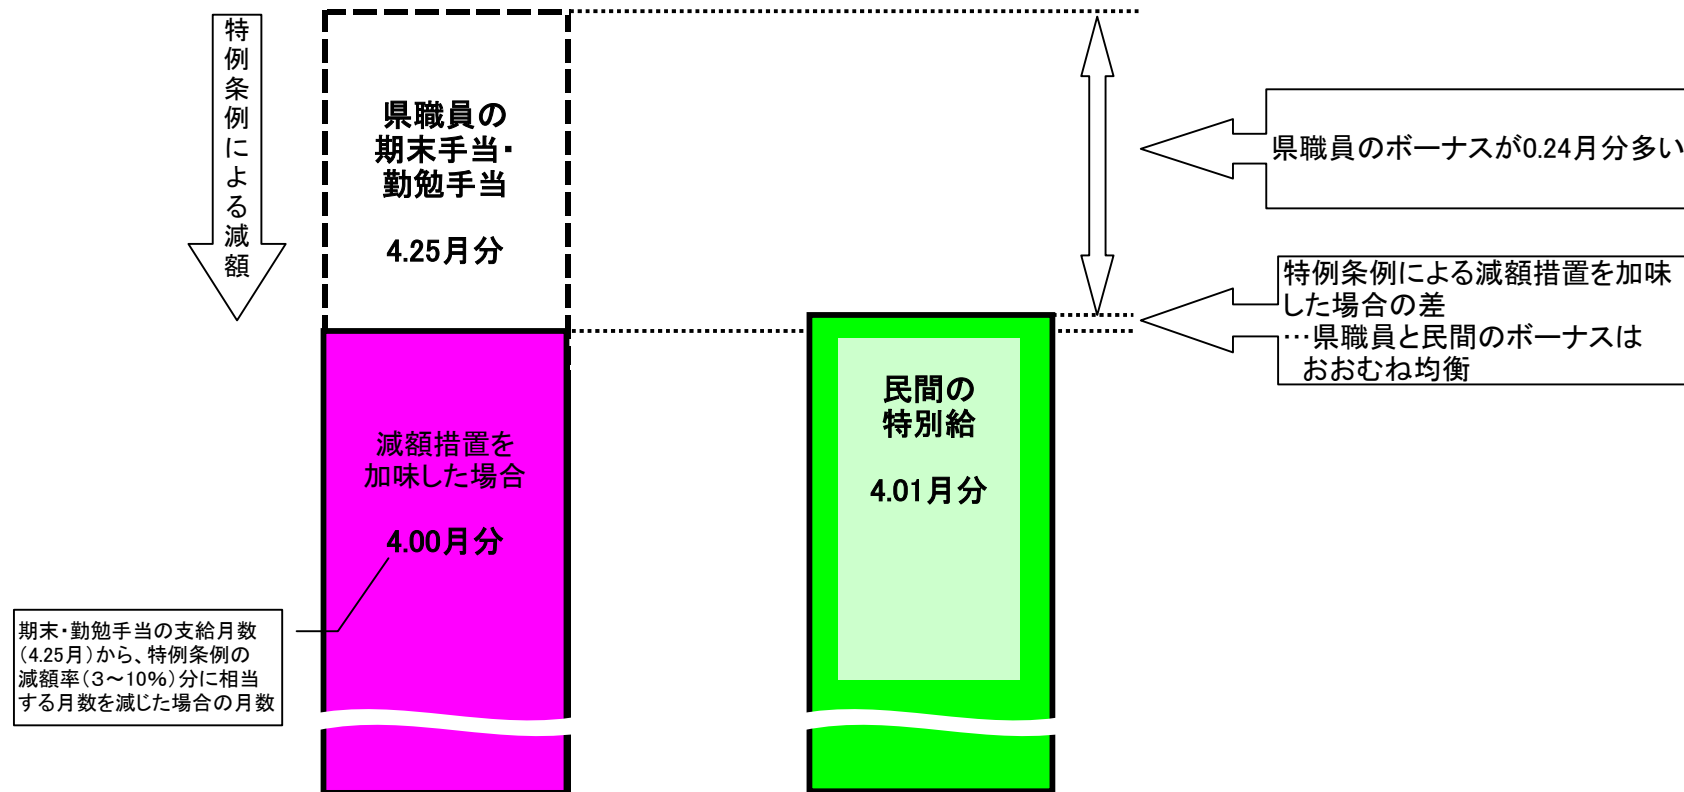 特例条例による減額
県職員の
期末手当・
勤勉手当
4.25月分
減額措置を
加味した場合
4.00月分
期末・勤勉手当の支給月数
（4.25月）から、特例条例の
減額率（3～10%）分に相当
する月数を減じた場合の月数
民間の
特別給
4.01月分
県職員のボーナスが0.24月分多い
特例条例による減額措置を加味
した場合の差
…県職員と民間のボーナスは
おおむね均衡